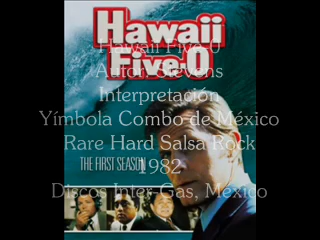 Hawaii
Five-O
Hawaii Five-0
Autor: Stevens
Interpretación
Yímbola Combo de México
Rare Hard Salsa Rock
THE FIRST SEASON
1982
Discos Inter-Gas, México